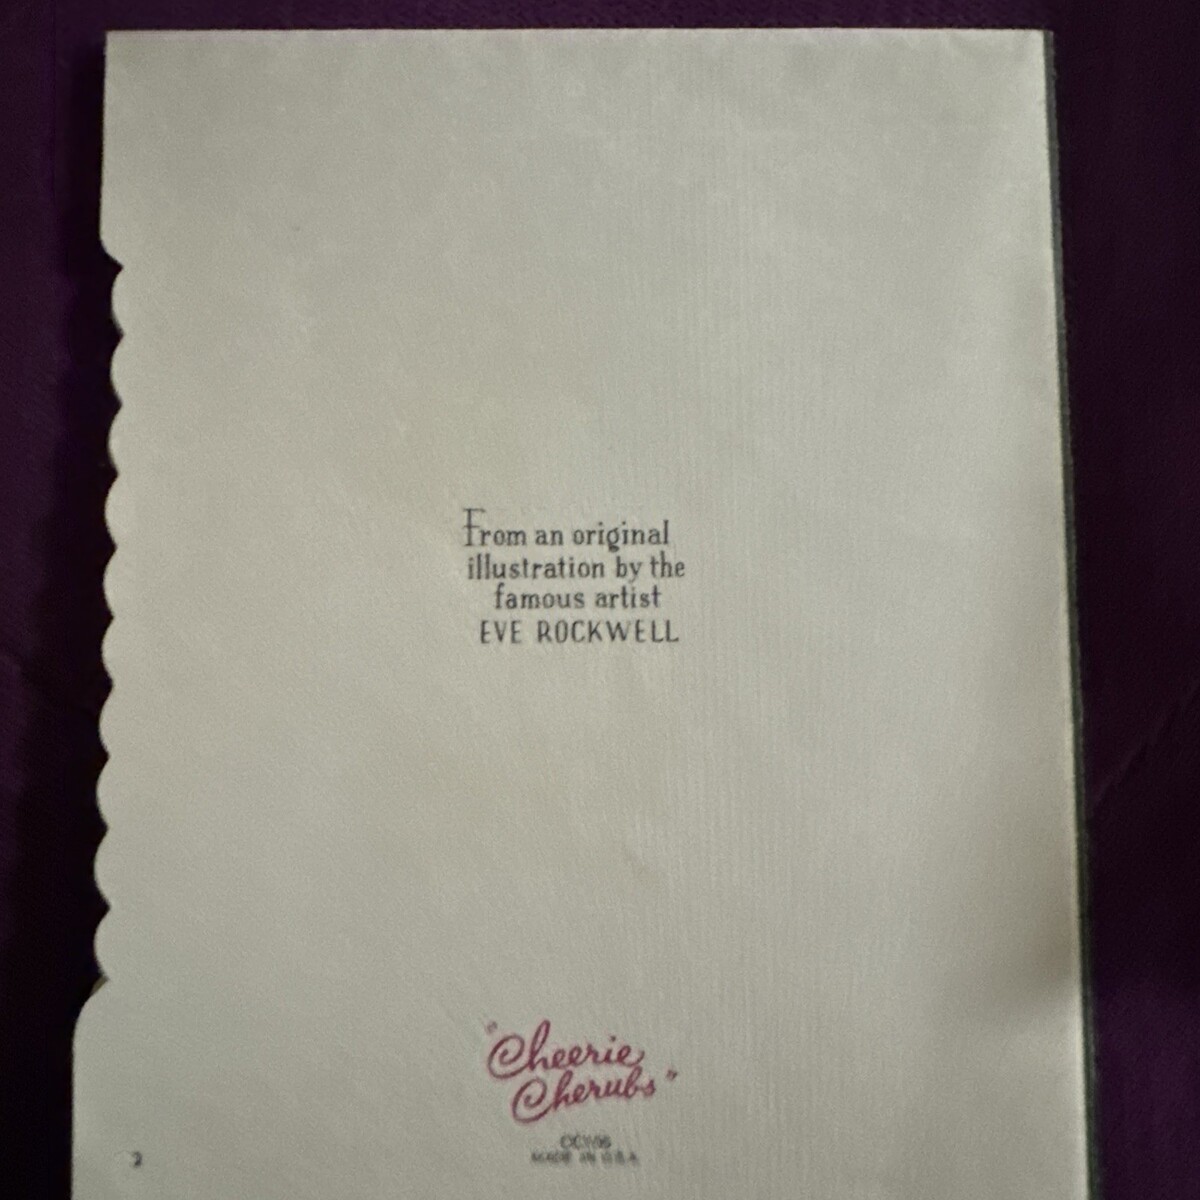 From an original
illustration by the
famous artist
EVE ROCKWELL
"Cheerie
Cherubs"
MADE IN U.S.A